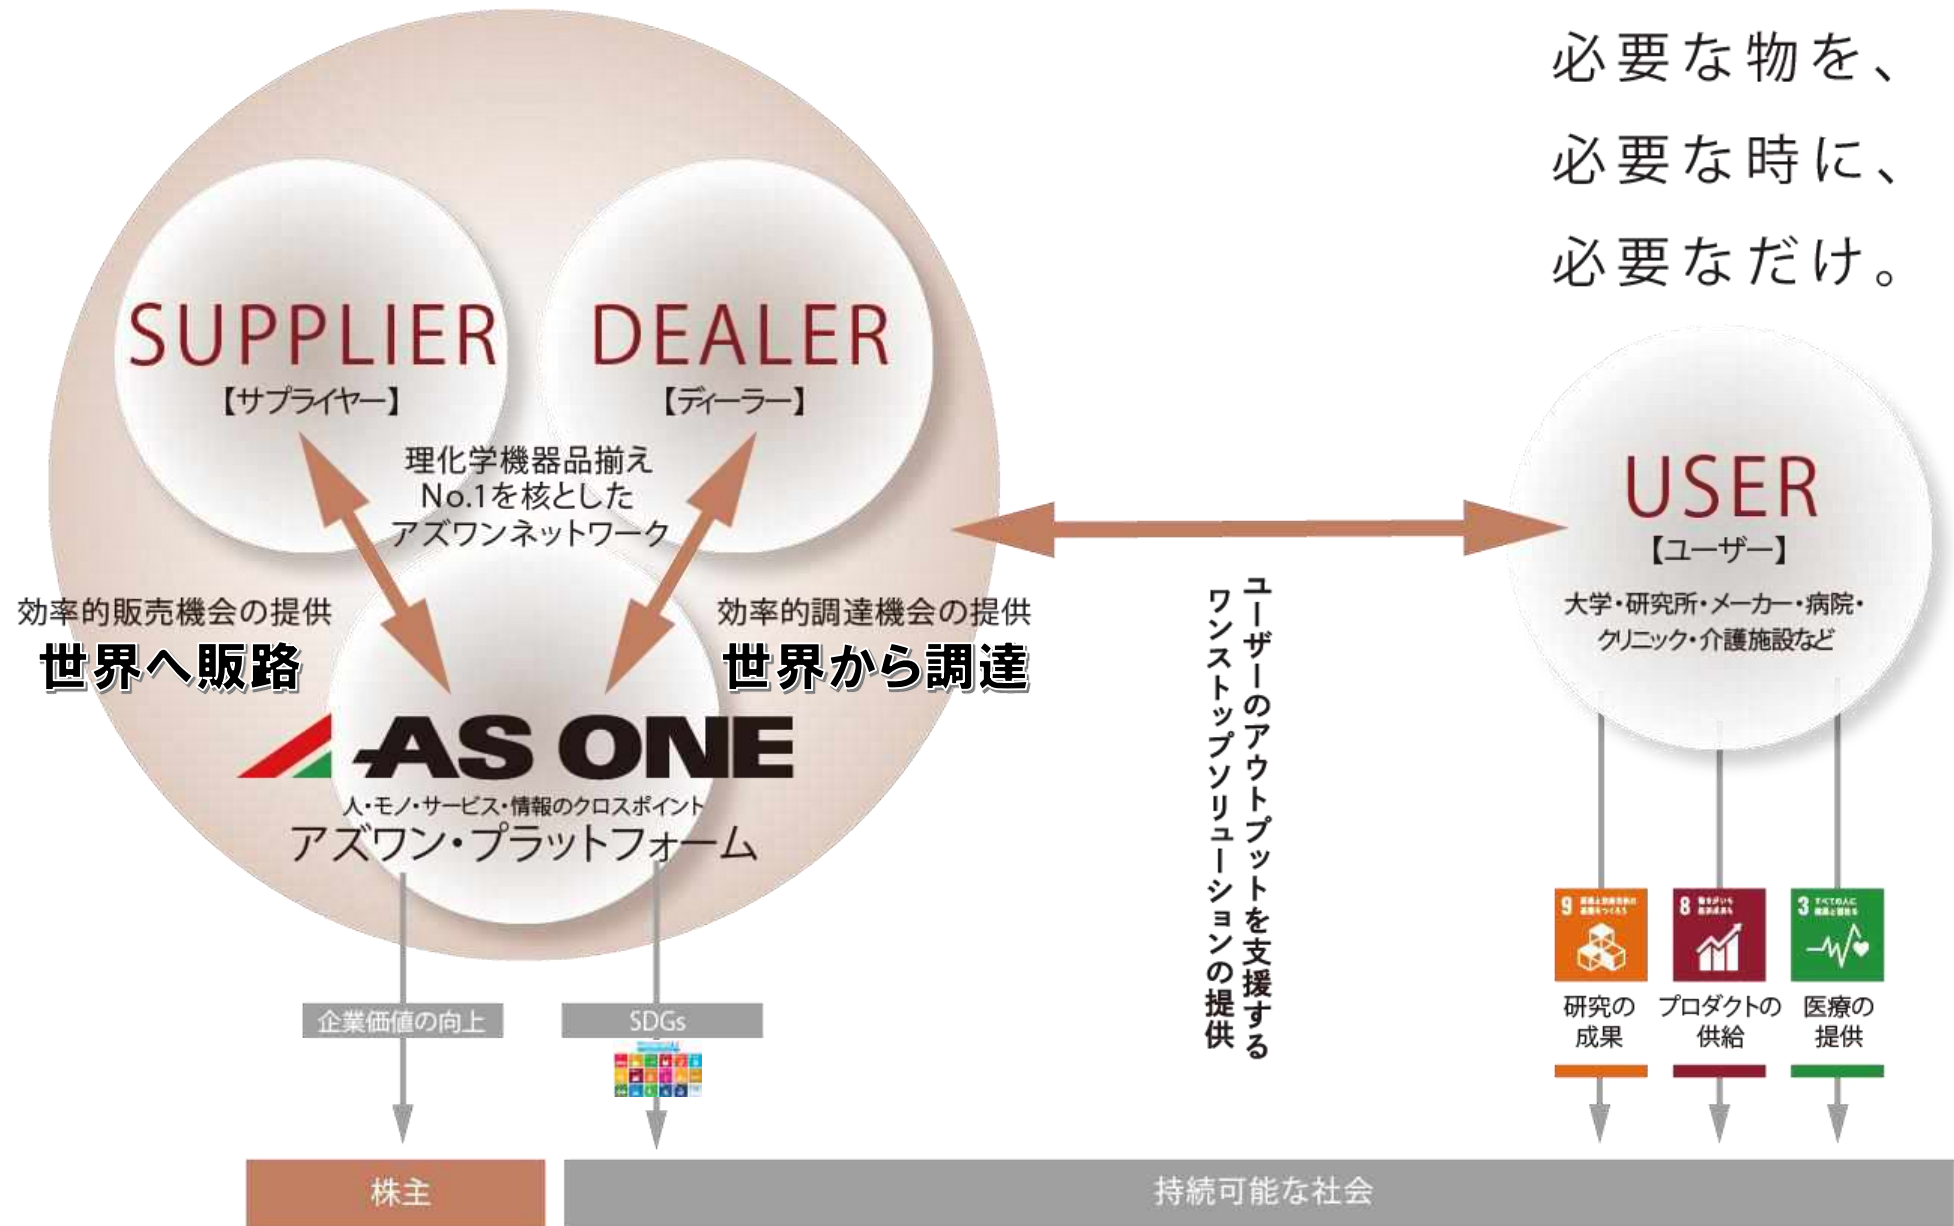 必要な物を、
必要な時に、
必要なだけ。
SUPPLIER
【サプライヤー】
DEALER
【ディーラー】
理化学機器品揃え
No.1を核とした
アズワンネットワーク
効率的販売機会の提供
世界へ販路
効率的調達機会の提供
世界から調達
AS ONE
人・モノ・サービス・情報のクロスポイント
アズワン・プラットフォーム
ユーザーのアウトプットを支援する
ワンストップソリューションの提供
USER
【ユーザー】
大学・研究所・メーカー・病院・
クリニック・介護施設など
企業価値の向上
SDGs
9
8
3 すべての人に
研究の
成果
プロダクトの
供給
医療の
提供
株主
持続可能な社会